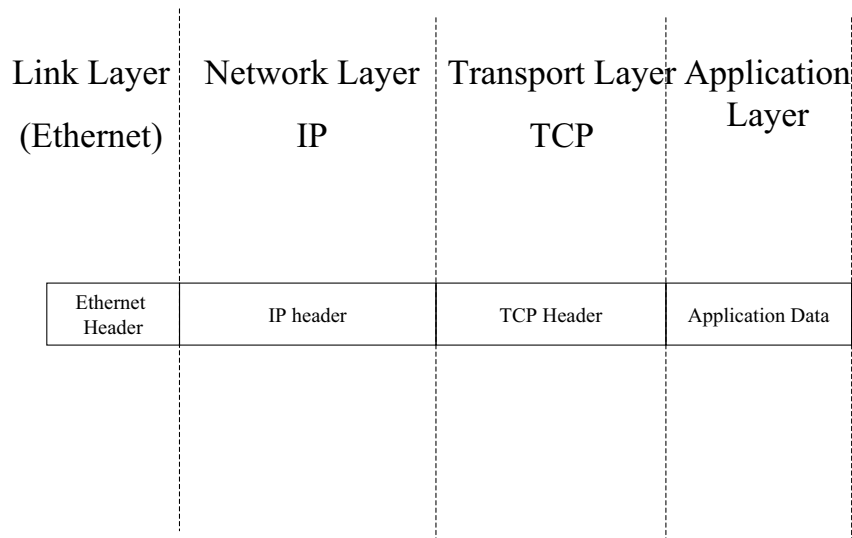 Link Layer
(Ethernet)
Network Layer
IP
Transport Layer
TCP
Application
Layer
Ethernet
Header
IP header
TCP Header
Application Data